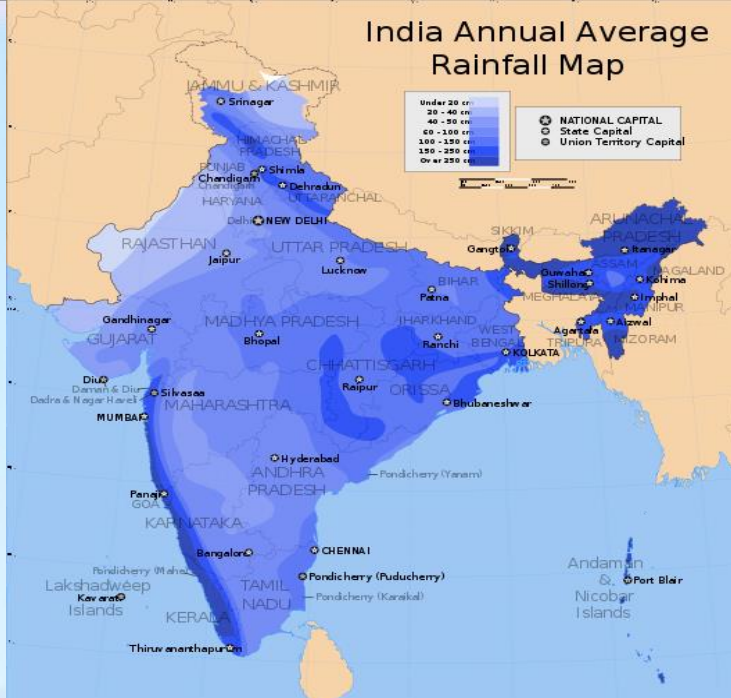 India Annual Average
Rainfall Map
Under 20 cm
20 - 40 cm
40 - 50 cm
60 - 100 cm
100 - 150 cm
150 - 250 cm
Over 250 cm
NATIONAL CAPITAL
State Capital
Union Territory Capital
JAMMU & KASHMIR
Srinagar
HIMACHAL
PRADESH
PUNJAB
Shimla
Chandigarh
Chandigarh
Dehradun
UTTARANCHAL
HARYANA
Delhi
NEW DELHI
RAJASTHAN
Jaipur
UTTAR PRADESH
Lucknow
SIKKIM
Gangtok
ARUNACHAL
PRADESH
Itanagar
ASSAM
NAGALAND
Guwahati
Shillong
Kohima
MEGHALAYA
Imphal
MANIPUR
BIHAR
Patna
Gandhinagar
GUJARAT
MADHYA PRADESH
Bhopal
JHARKHAND
Ranchi
WEST
BENGAL
KOLKATA
Agartala
TRIPURA
Aizwal
MIZORAM
CHHATTISGARH
Raipur
ORISSA
Bhubaneshwar
Diu
Daman & Diu
Dadra & Nagar Haveli
Silvasaa
MUMBAI
MAHARASHTRA
Hyderabad
ANDHRA
PRADESH
Pondicherry (Yanam)
Panaji
GOA
KARNATAKA
Bangalore
CHENNAI
Pondicherry (Mahe)
Pondicherry (Puducherry)
Lakshadweep
Islands
Kavarati
TAMIL
NADU
Pondicherry (Karaikal)
KERALA
Thiruvananthapuram
Andaman
&
Nicobar
Islands
Port Blair